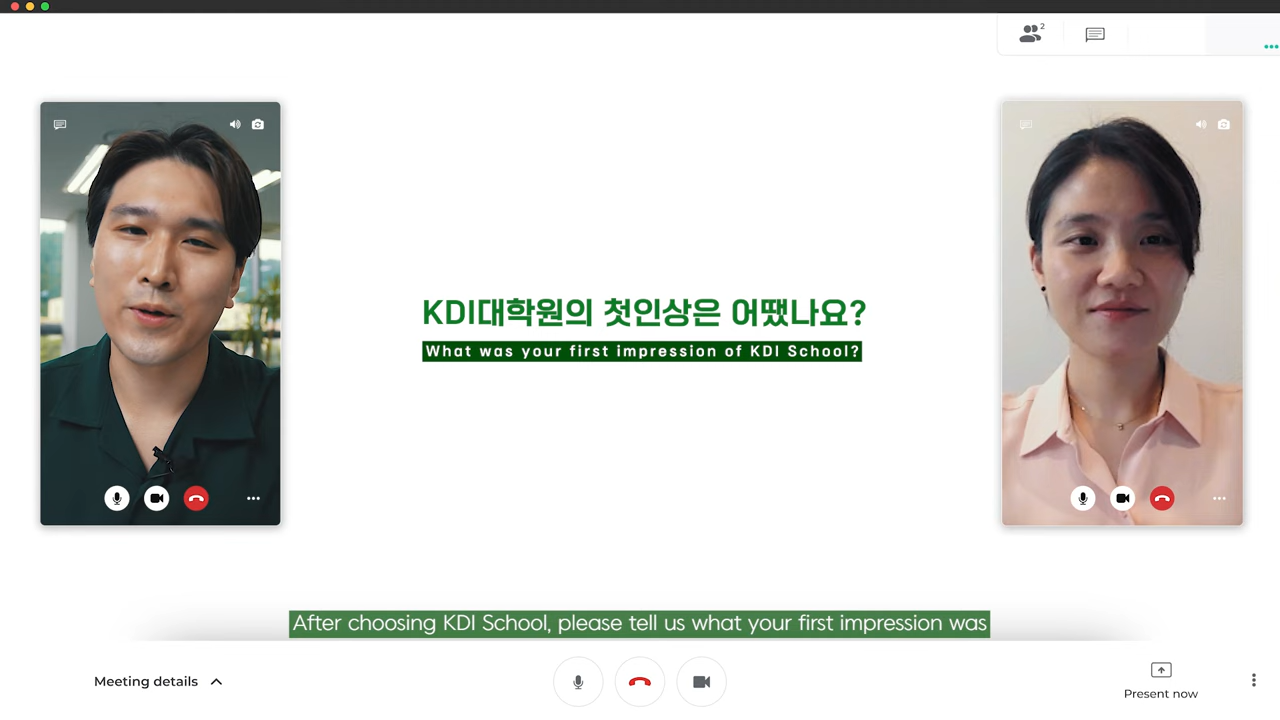 2
KDI대학원의 첫인상은 어땠나요?
What was your first impression of KDI School?
After choosing KDI School, please tell us what your first impression was
Meeting details
Present now